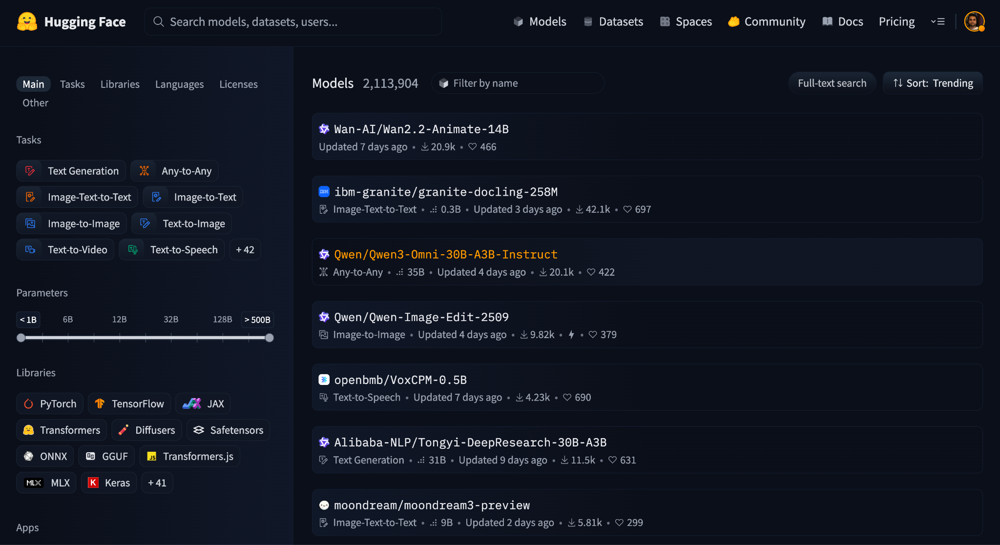 Hugging Face
Search models, datasets, users...
Models
Datasets
Spaces
Community
Docs
Pricing
Main
Tasks
Libraries
Languages
Licenses
Other
Tasks
Text Generation
Any-to-Any
Image-Text-to-Text
Image-to-Text
Image-to-Image
Text-to-Image
Text-to-Video
Text-to-Speech
+ 42
Parameters
< 1B 6B 12B 32B 128B > 500B
Libraries
PyTorch
TensorFlow
JAX
Transformers
Diffusers
Safetensors
ONNX
GGUF
JS Transformers.js
MLX MLX
K Keras
+ 41
Apps
Models 2,113,904
Filter by name
Full-text search
Sort: Trending
Wan-AI/Wan2.2-Animate-14B
Updated 7 days ago • 20.9k • 466
IBM ibm-granite/granite-docling-258M
Image-Text-to-Text • 0.3B • Updated 3 days ago • 42.1k • 697
Qwen/Qwen3-Omni-30B-A3B-Instruct
Any-to-Any • 35B • Updated 4 days ago • 20.1k • 422
Qwen/Qwen-Image-Edit-2509
Image-to-Image • Updated 4 days ago • 9.82k • • 379
openbmb/VoxCPM-0.5B
Text-to-Speech • Updated 7 days ago • 4.23k • 690
Alibaba-NLP/Tongyi-DeepResearch-30B-A3B
Text Generation • 31B • Updated 9 days ago • 11.5k • 631
moondream/moondream3-preview
Image-Text-to-Text • 9B • Updated 2 days ago • 5.81k • 299